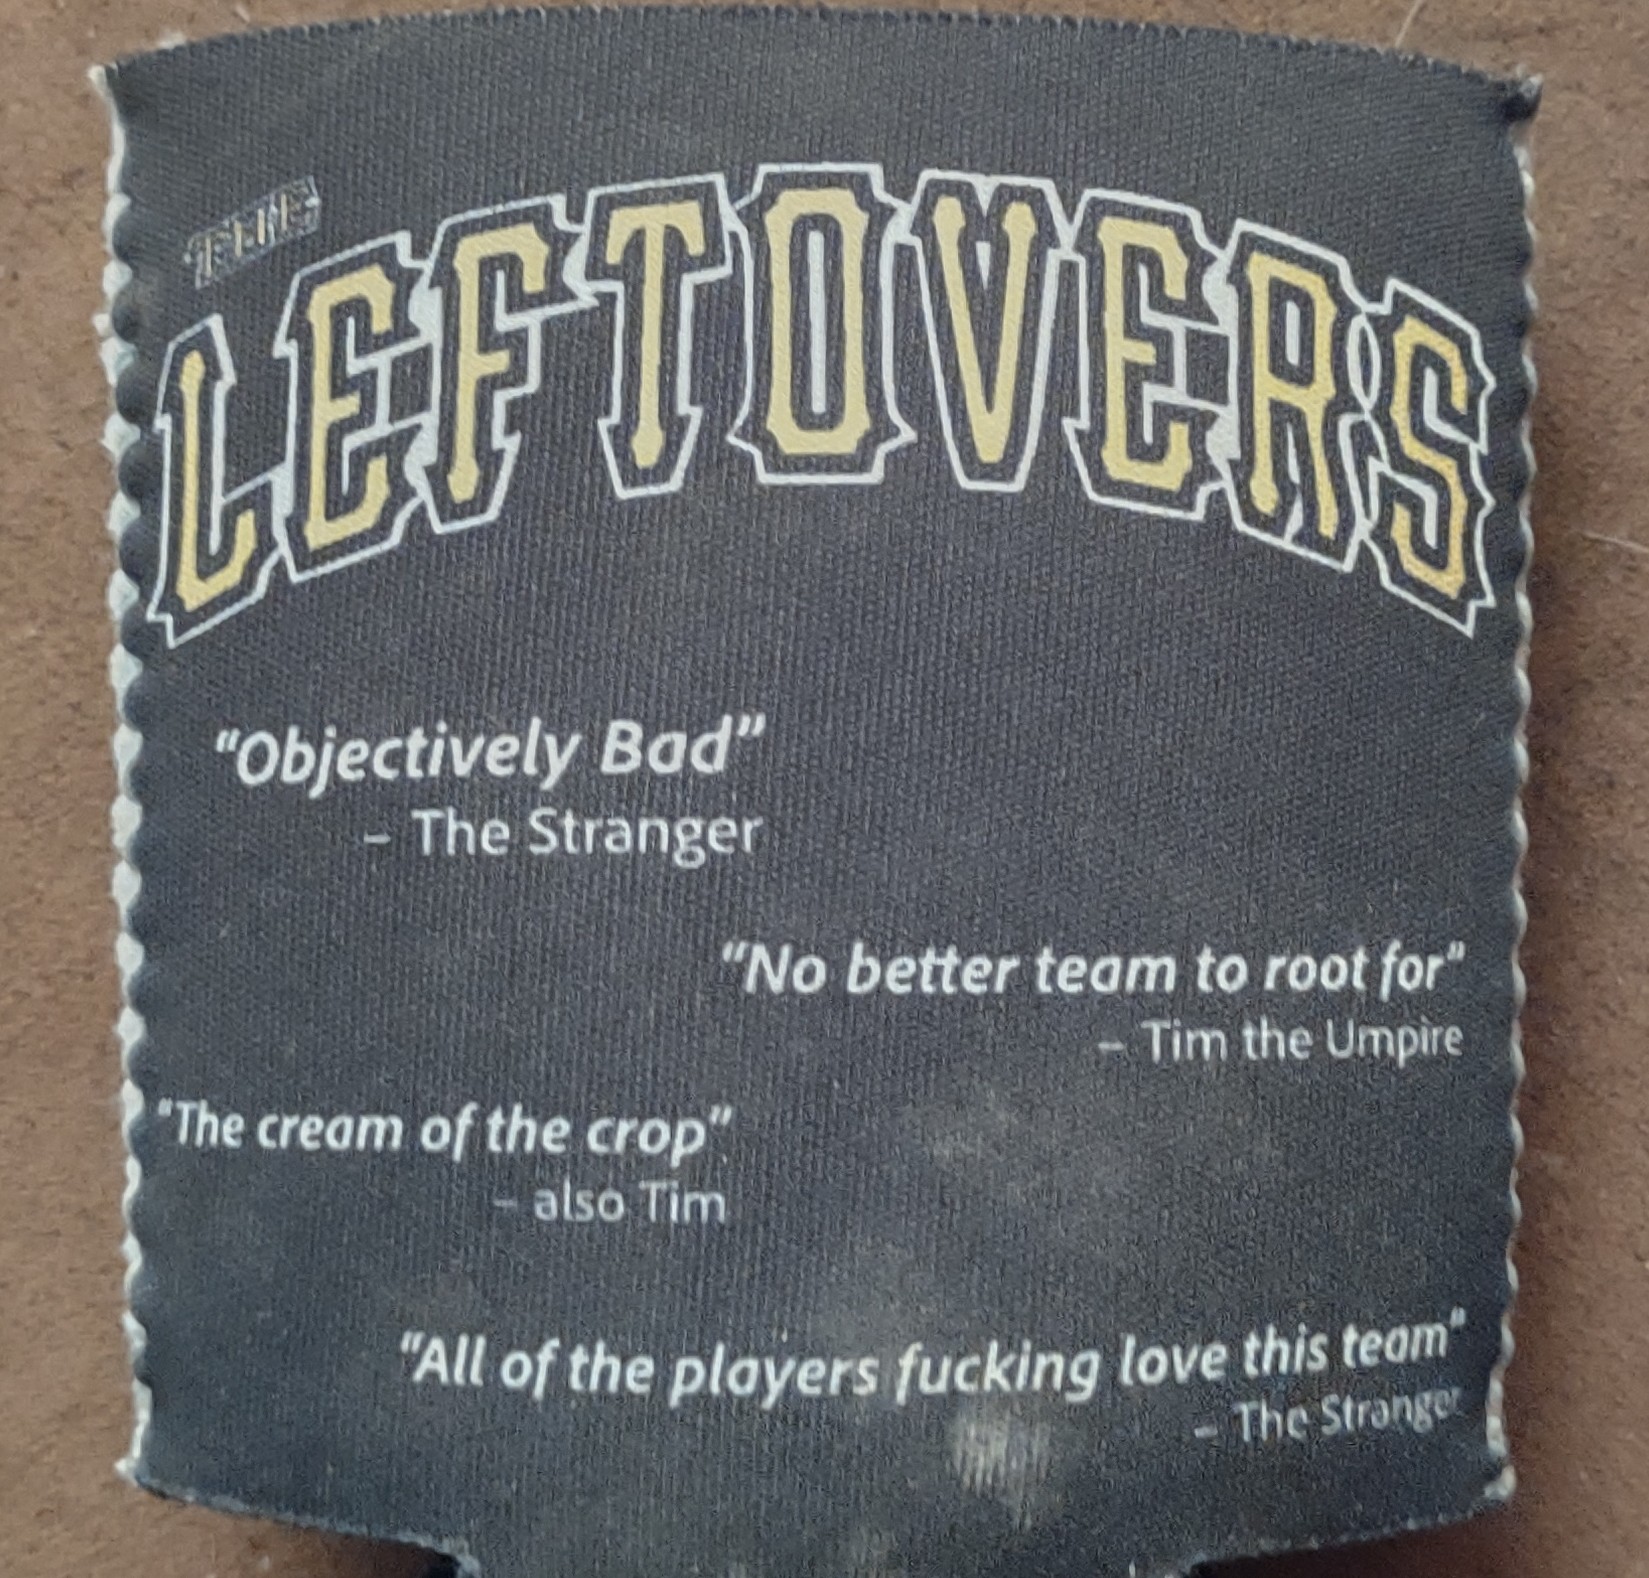 THE
LEFTOVERS
"Objectively Bad"
– The Stranger
"No better team to root for"
– Tim the Umpire
"The cream of the crop"
– also Tim
"All of the players fucking love this team"
– The Stranger